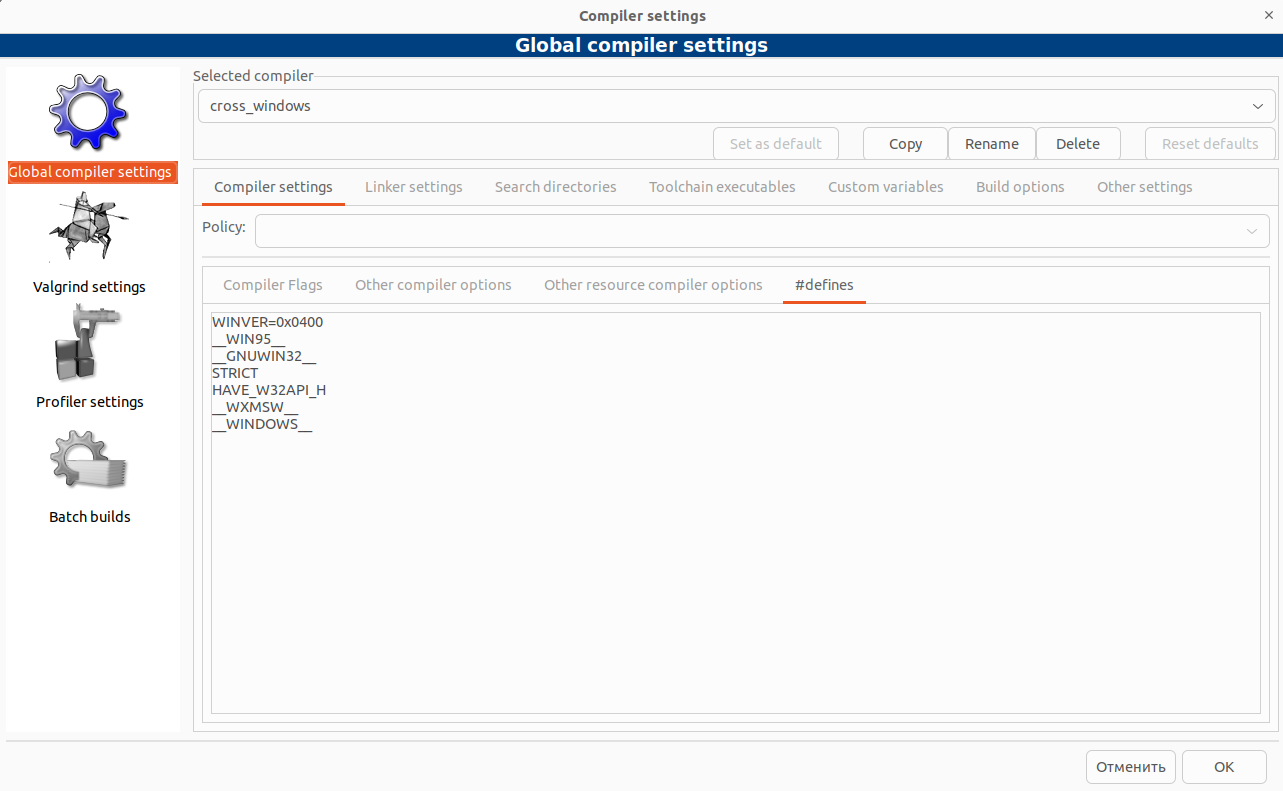 Compiler settings
Global compiler settings
Global compiler settings
Valgrind settings
Profiler settings
Batch builds
Selected compiler
cross_windows
Set as default Copy Rename Delete Reset defaults
Compiler settings Linker settings Search directories Toolchain executables Custom variables Build options Other settings
Policy:
Compiler Flags Other compiler options Other resource compiler options #defines
WINVER=0x0400
__WIN95__
__GNUWIN32__
STRICT
HAVE_W32API_H
__WXMSW__
__WINDOWS__
Отменить OK